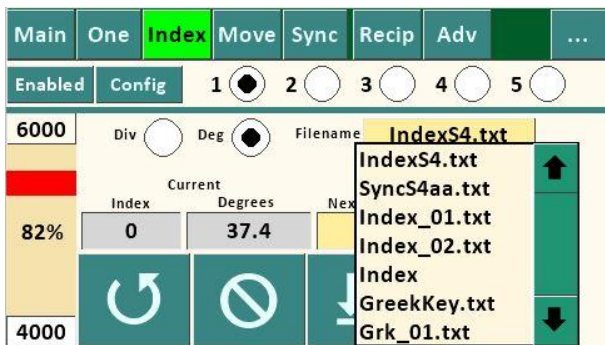 Main One Index Move Sync Recip Adv ...
Enabled Config 1 2 3 4 5
6000 Div Deg Filename IndexS4.txt
IndexS4.txt
Current
SyncS4aa.txt
Index Degrees
Index_01.txt
82% 0 37.4
Index_02.txt
Index
GreekKey.txt
4000 Grk_01.txt